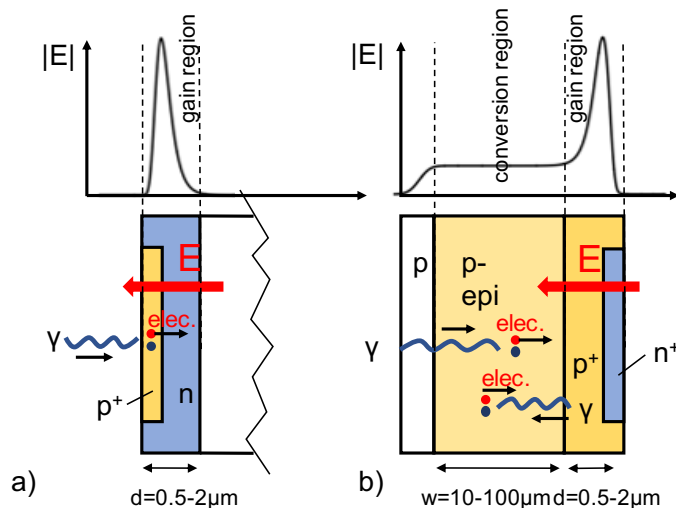 |E|
gain region
E
elec.
γ
p⁺
n
a)
d=0.5-2µm
|E|
conversion region
gain region
p
p-
epi
E
elec.
γ
p⁺
n⁺
elec.
γ
b)
w=10-100µm
d=0.5-2µm